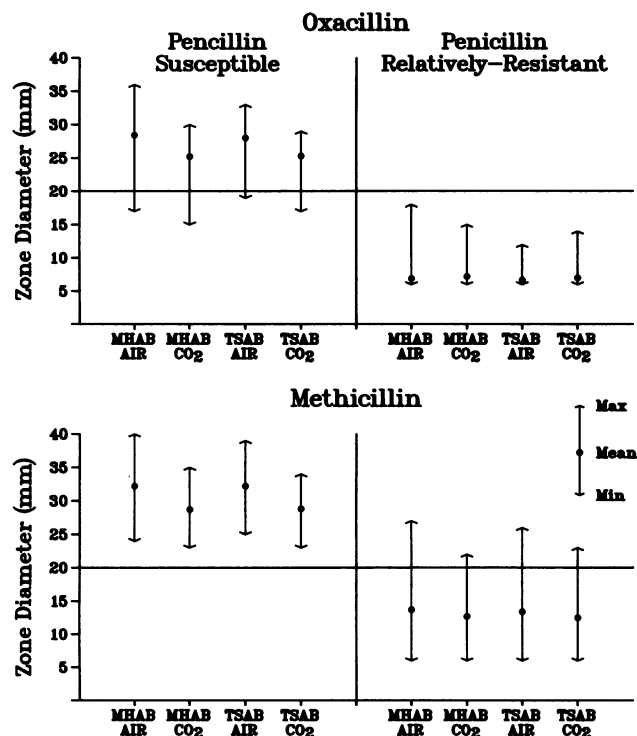 Oxacillin
Pencillin
Susceptible
Penicillin
Relatively-Resistant
Zone Diameter (mm)
40
35
30
25
20
15
10
5
MHAB
AIR
MHAB
CO2
TSAB
AIR
TSAB
CO2
MHAB
AIR
MHAB
CO2
TSAB
AIR
TSAB
CO2
Methicillin
Max
Mean
Min
Zone Diameter (mm)
40
35
30
25
20
15
10
5
MHAB
AIR
MHAB
CO2
TSAB
AIR
TSAB
CO2
MHAB
AIR
MHAB
CO2
TSAB
AIR
TSAB
CO2